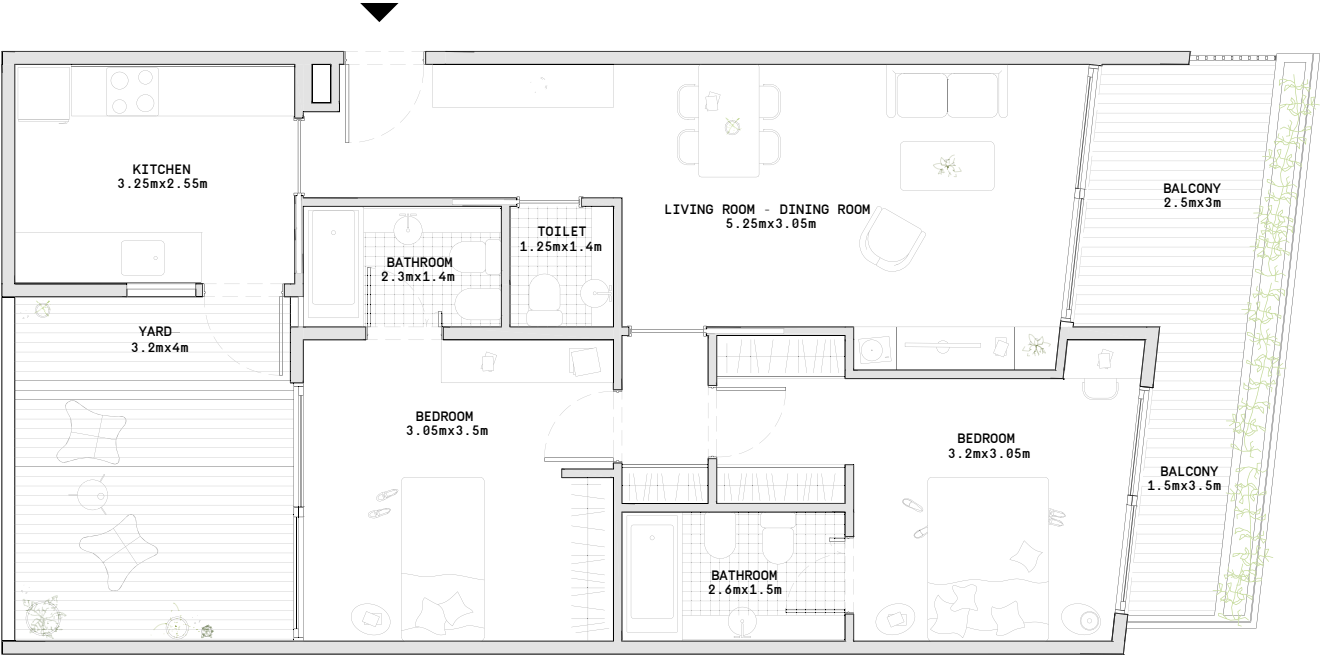 KITCHEN
3.25mx2.55m
LIVING ROOM - DINING ROOM
5.25mx3.05m
BALCONY
2.5mx3m
TOILET
1.25mx1.4m
BATHROOM
2.3mx1.4m
YARD
3.2mx4m
BEDROOM
3.05mx3.5m
BEDROOM
3.2mx3.05m
BALCONY
1.5mx3.5m
BATHROOM
2.6mx1.5m